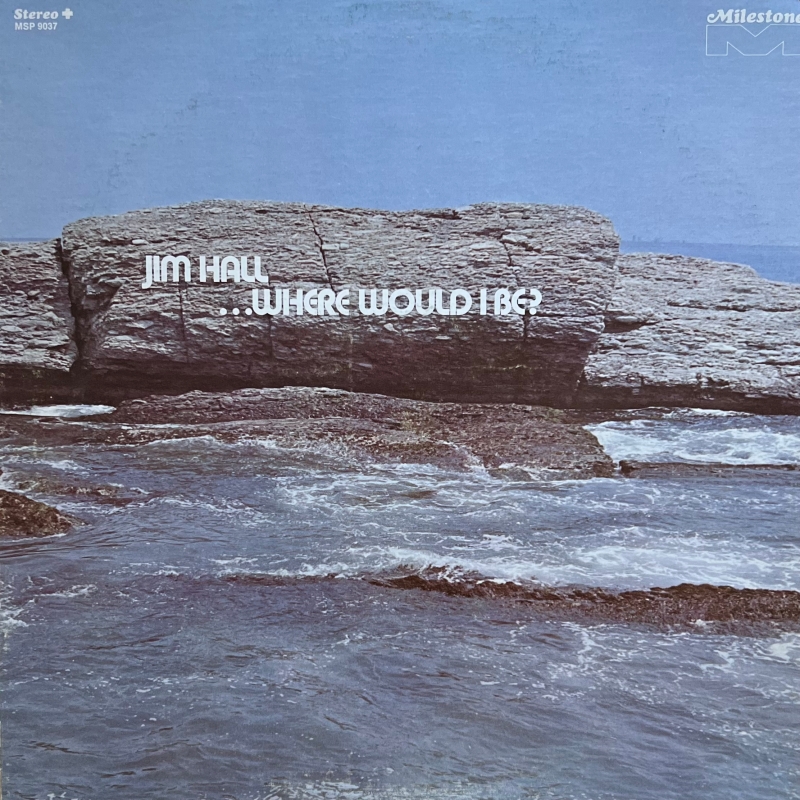 Stereo +
MSP 9037
Milestone
M
JIM HALL
...WHERE WOULD I BE?